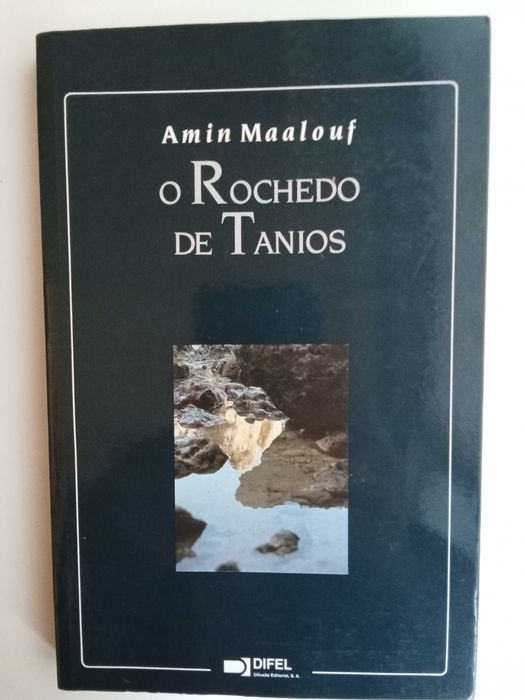 Amin Maalouf
O ROCHEDO
DE TANIOS
DIFEL
Difusão Editorial, S. A.